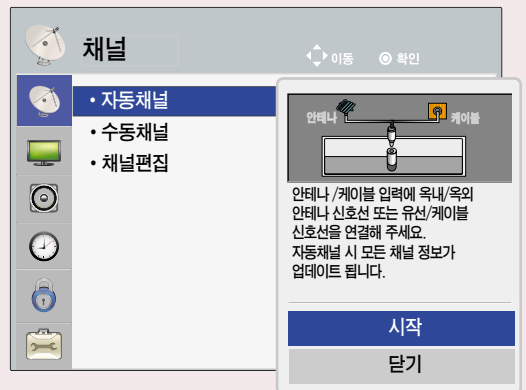 채널
이동 확인
• 자동채널
• 수동채널
• 채널편집
안테나 케이블
안테나 /케이블 입력에 옥내/옥외
안테나 신호선 또는 유선/케이블
신호선을 연결해 주세요.
자동채널 시 모든 채널 정보가
업데이트 됩니다.
시작
닫기